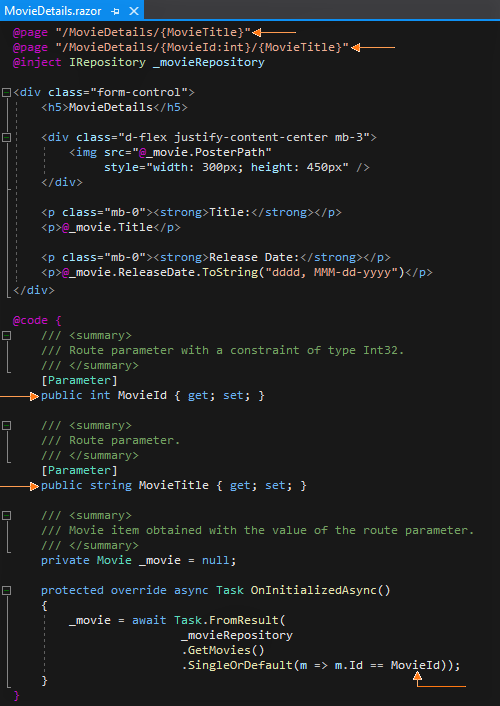 MovieDetails.razor
@page "/MovieDetails/{MovieTitle}"
@page "/MovieDetails/{MovieId:int}/{MovieTitle}"
@inject IRepository _movieRepository
<div class="form-control">
<h5>MovieDetails</h5>
<div class="d-flex justify-content-center mb-3">
<img src="@_movie.PosterPath"
style="width: 300px; height: 450px" />
</div>
<p class="mb-0"><strong>Title:</strong></p>
<p>@_movie.Title</p>
<p class="mb-0"><strong>Release Date:</strong></p>
<p>@_movie.ReleaseDate.ToString("dddd, MMM-dd-yyyy")</p>
</div>
@code {
/// <summary>
/// Route parameter with a constraint of type Int32.
/// </summary>
[Parameter]
public int MovieId { get; set; }
/// <summary>
/// Route parameter.
/// </summary>
[Parameter]
public string MovieTitle { get; set; }
/// <summary>
/// Movie item obtained with the value of the route parameter.
/// </summary>
private Movie _movie = null;
protected override async Task OnInitializedAsync()
{
_movie = await Task.FromResult(
_movieRepository
.GetMovies()
.SingleOrDefault(m => m.Id == MovieId));
}
}